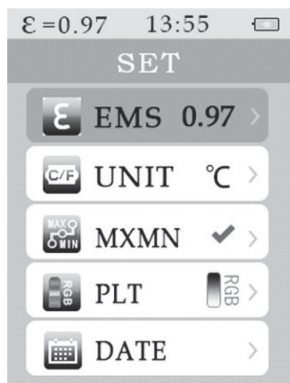 ε=0.97 13:55
SET
ε EMS 0.97 >
C/F UNIT °C >
MAX MIN MXMN ✔ >
RGB PLT RGB >
DATE >